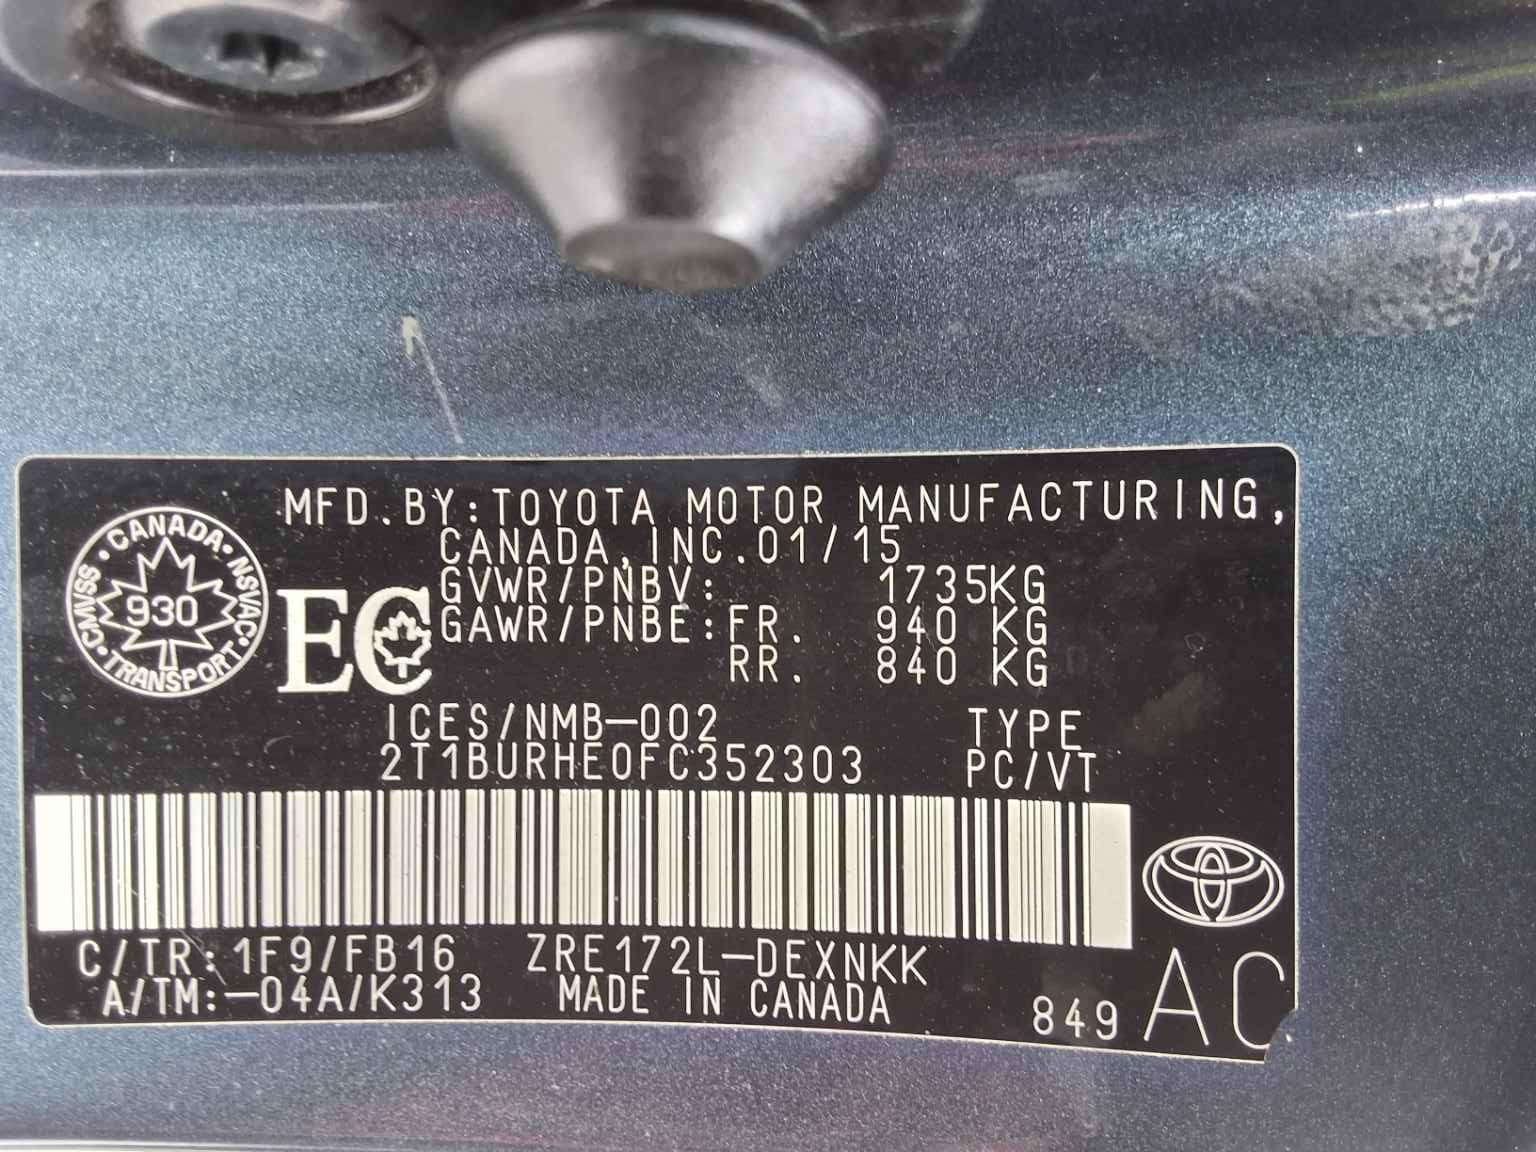 MFD.BY:TOYOTA MOTOR MANUFACTURING,
CANADA,INC.01/15
GVWR/PNBV: 1735KG
GAWR/PNBE:FR. 940 KG
RR. 840 KG
CANADA • NSVAC • TRANSPORT • CMVSS •
930
EC
ICES/NMB-002 TYPE
2T1BURHE0FC352303 PC/VT
C/TR:1F9/FB16 ZRE172L-DEXNKK
A/TM:-04A/K313 MADE IN CANADA
849 AC